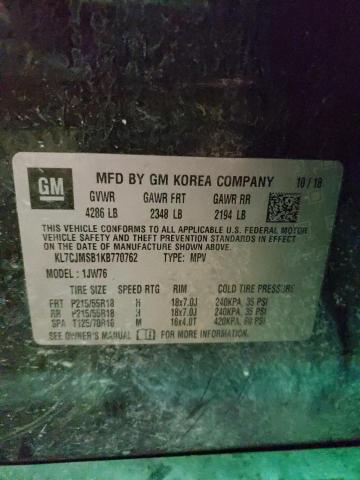 GM
MFD BY GM KOREA COMPANY 10/18
GVWR GAWR FRT GAWR RR
4286 LB 2348 LB 2194 LB
THIS VEHICLE CONFORMS TO ALL APPLICABLE U.S. FEDERAL MOTOR
VEHICLE SAFETY, BUMPER, AND THEFT PREVENTION STANDARDS IN
EFFECT ON THE DATE OF MANUFACTURE SHOWN ABOVE.
KL7CJMSB1KB770762 TYPE: MPV
MODEL : 1JW76
TIRE SIZE SPEED RTG RIM COLD TIRE PRESSURE
FRT P215/55R18 H 18x7.0J 240KPA, 35 PSI
RR P215/55R18 H 18x7.0J 240KPA, 35 PSI
SPA T125/70R16 M 16x4.0T 420KPA, 60 PSI
SEE OWNER'S MANUAL FOR MORE INFORMATION.